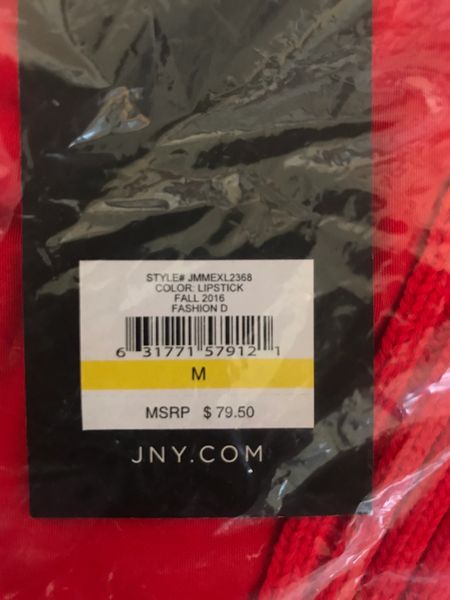 STYLE# JMMEXL2368
COLOR: LIPSTICK
FALL 2016
FASHION D
6 31771 57912 1
M
MSRP $ 79.50
JNY.COM